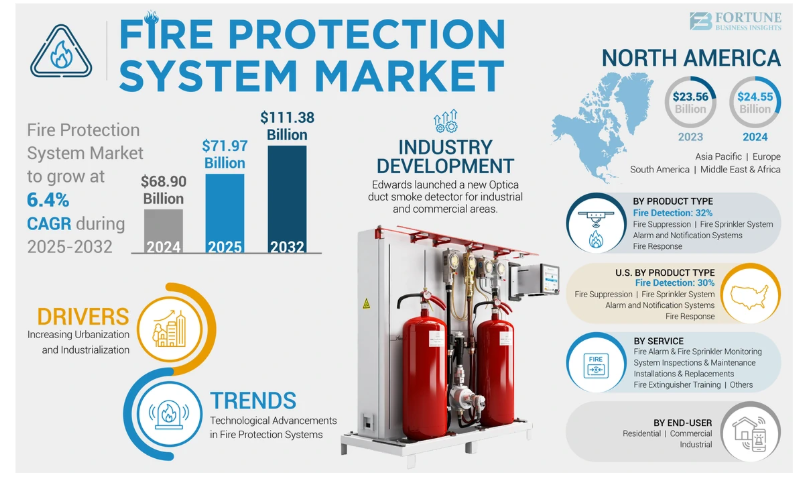 FIRE PROTECTION
SYSTEM MARKET
FORTUNE
BUSINESS INSIGHTS
Fire Protection
System Market
to grow at
6.4%
CAGR during
2025-2032
$68.90
Billion
2024
$71.97
Billion
2025
$111.38
Billion
2032
INDUSTRY
DEVELOPMENT
Edwards launched a new Optica
duct smoke detector for industrial
and commercial areas.
NORTH AMERICA
$23.56
Billion
2023
$24.55
Billion
2024
Asia Pacific | Europe
South America | Middle East & Africa
BY PRODUCT TYPE
Fire Detection: 32%
Fire Suppression | Fire Sprinkler System
Alarm and Notification Systems
Fire Response
U.S. BY PRODUCT TYPE
Fire Detection: 30%
Fire Suppression | Fire Sprinkler System
Alarm and Notification Systems
Fire Response
FIRE
BY SERVICE
Fire Alarm & Fire Sprinkler Monitoring
System Inspections & Maintenance
Installations & Replacements
Fire Extinguisher Training | Others
BY END-USER
Residential | Commercial
Industrial
DRIVERS
Increasing Urbanization
and Industrialization
TRENDS
Technological Advancements
in Fire Protection Systems